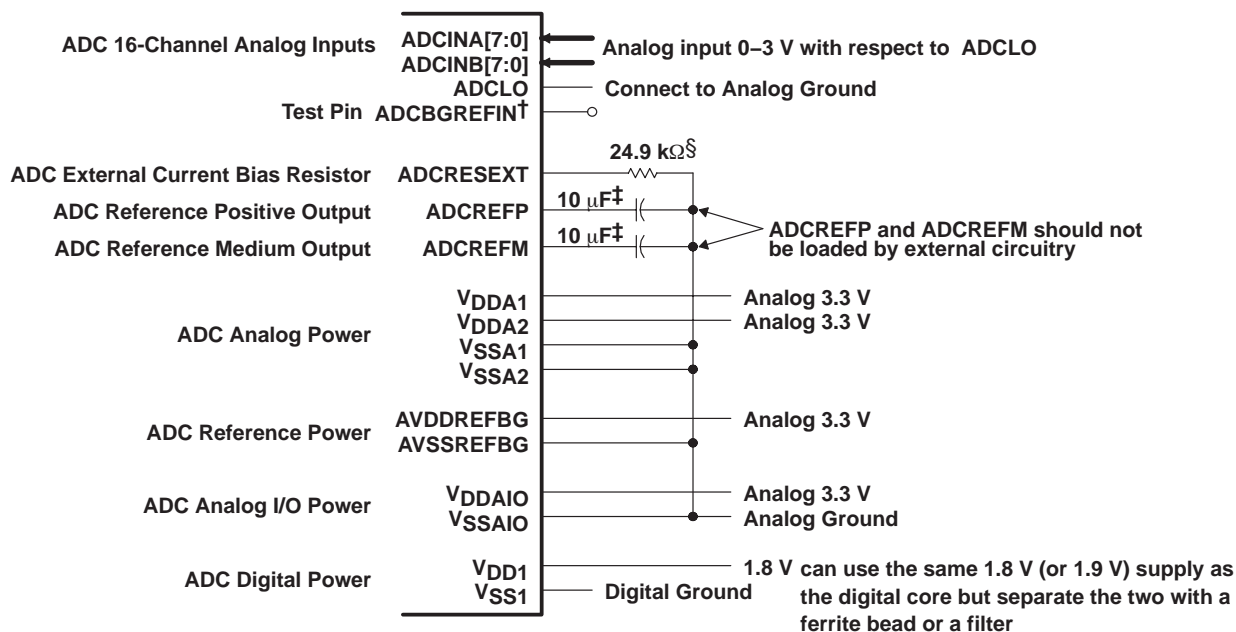 ADC 16-Channel Analog Inputs
ADCINA[7:0]
ADCINB[7:0]
Analog input 0–3 V with respect to ADCLO
ADCLO
Connect to Analog Ground
Test Pin ADCBGREFIN†
24.9 kΩ§
ADC External Current Bias Resistor
ADCRESEXT
ADC Reference Positive Output
ADCREFP
10 μF‡
ADC Reference Medium Output
ADCREFM
10 μF‡
ADCREFP and ADCREFM should not
be loaded by external circuitry
ADC Analog Power
VDDA1
Analog 3.3 V
VDDA2
Analog 3.3 V
VSSA1
VSSA2
ADC Reference Power
AVDDREFBG
Analog 3.3 V
AVSSREFBG
ADC Analog I/O Power
VDDAIO
Analog 3.3 V
VSSAIO
Analog Ground
ADC Digital Power
VDD1
1.8 V can use the same 1.8 V (or 1.9 V) supply as
the digital core but separate the two with a
ferrite bead or a filter
VSS1
Digital Ground